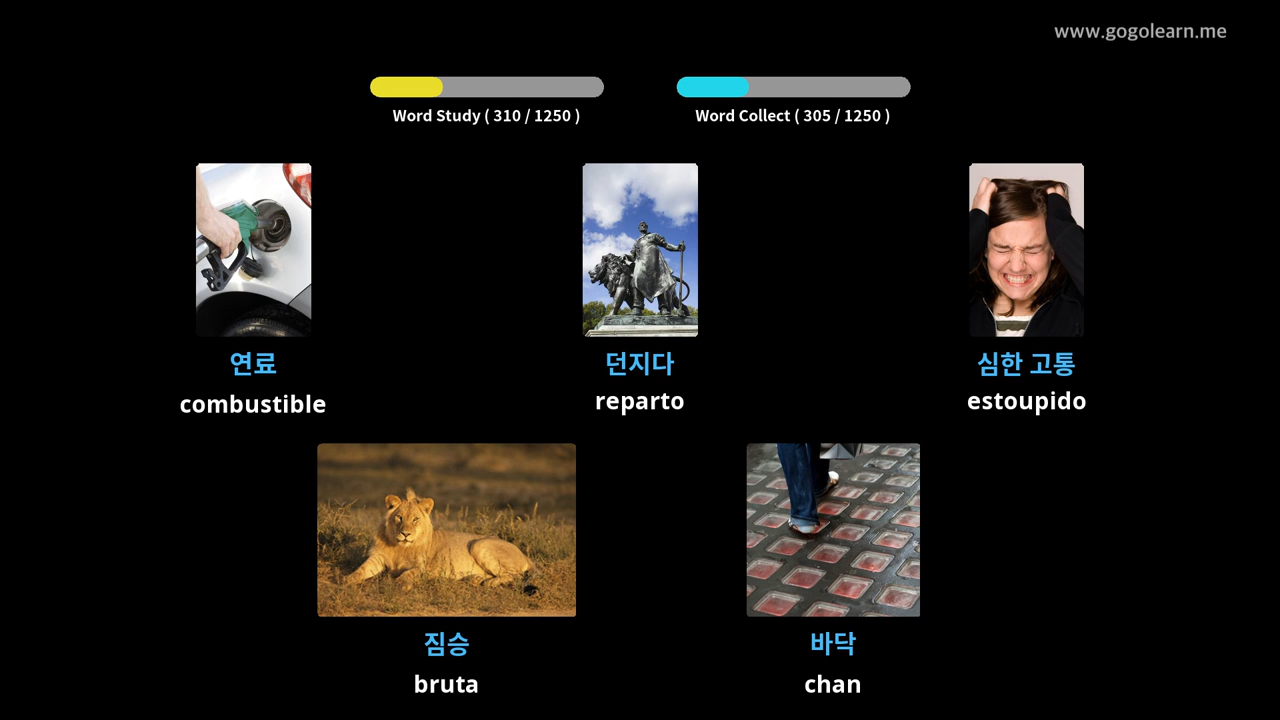 www.gogolearn.me
Word Study ( 310 / 1250 )
Word Collect ( 305 / 1250 )
연료
combustible
던지다
reparto
심한 고통
estoupido
짐승
bruta
바닥
chan